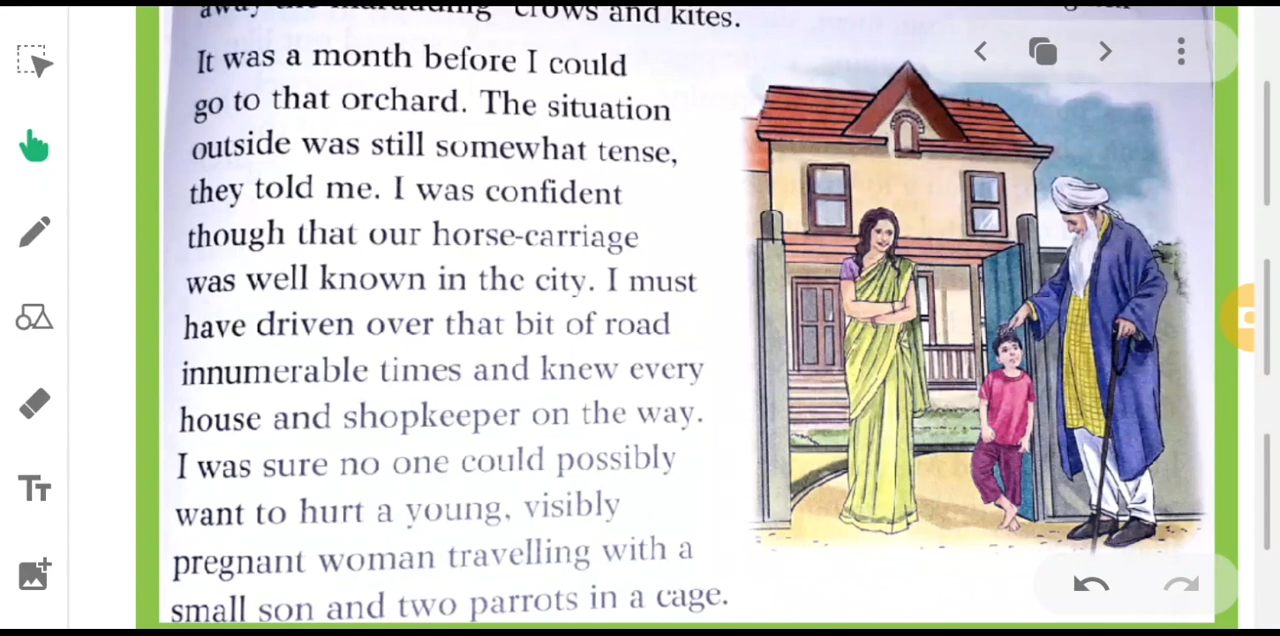 crows and kites.
It was a month before I could
go to that orchard. The situation
outside was still somewhat tense,
they told me. I was confident
though that our horse-carriage
was well known in the city. I must
have driven over that bit of road
innumerable times and knew every
house and shopkeeper on the way.
I was sure no one could possibly
want to hurt a young, visibly
pregnant woman travelling with a
small son and two parrots in a cage.
Tт